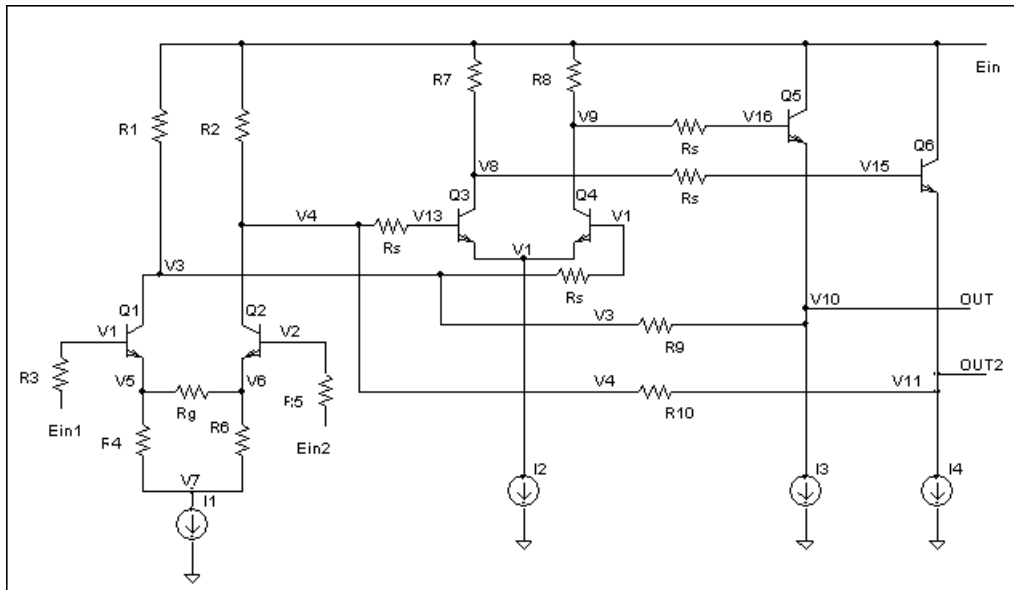 Ein
R7
R8
Q5
R1
R2
V9
V16
Rs
Q6
V8
V15
Rs
Q3
Q4
V4
V13
V1
Rs
V1
V3
Rs
Q1
Q2
V10
OUT
V1
V2
V3
R9
R3
V5
V6
V4
V11
OUT2
Rg
R5
R10
Ein1
R4
R6
Ein2
V7
I1
I2
I3
I4